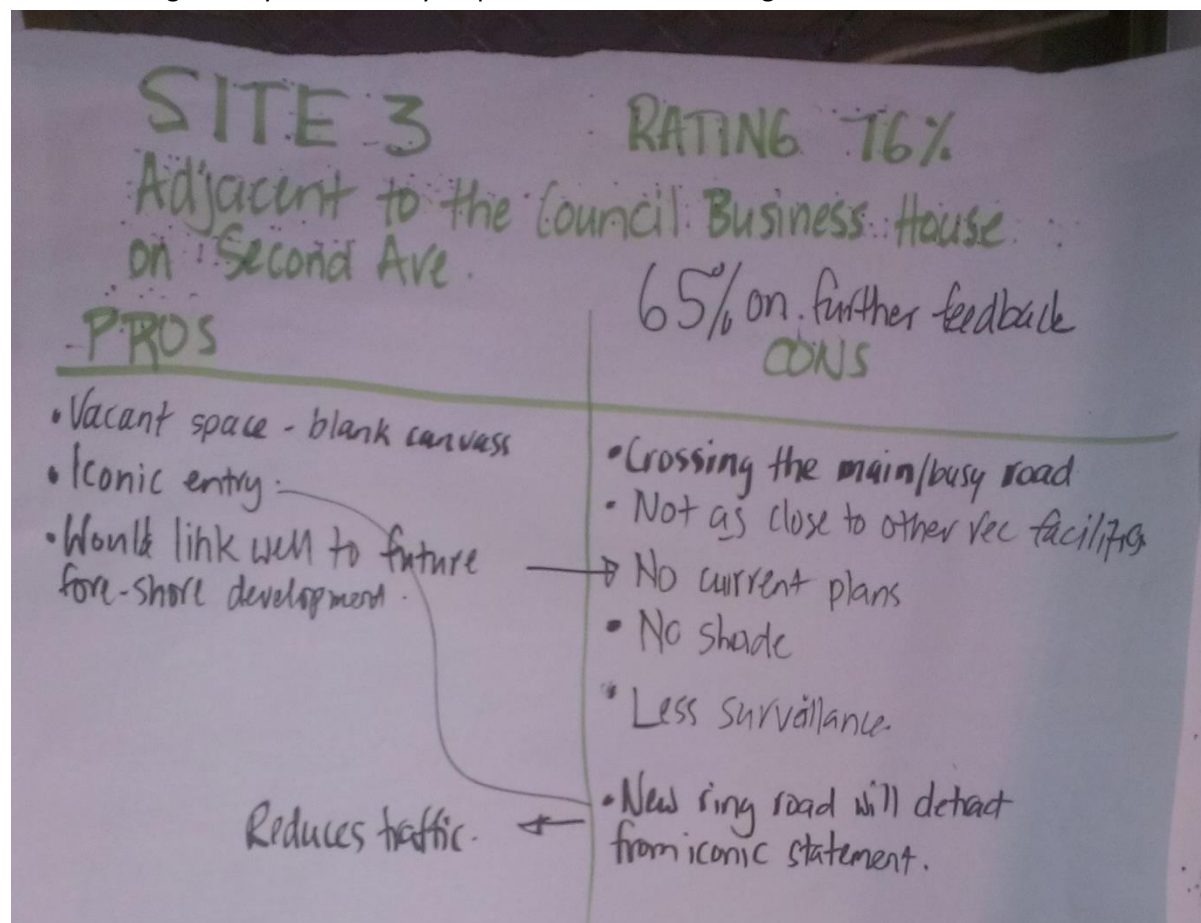 SITE 3
RATING 76%
Adjacent to the Council Business House
on Second Ave.
65% on further feedback
PROS
CONS
• Vacant space - blank canvass
• Iconic entry
• Would link well to future
fore-shore development.
• Crossing the main/busy road
• Not as close to other rec facilities
→ No current plans
• No shade
• Less survallance
• New ring road will detract
from iconic statement.
Reduces traffic. ←